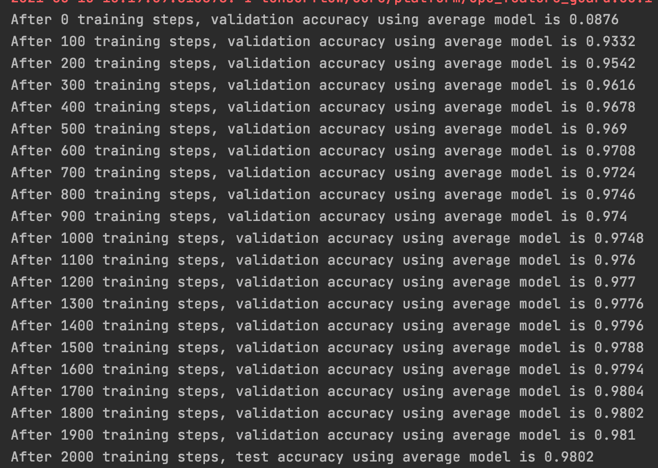 After 0 training steps, validation accuracy using average model is 0.0876
After 100 training steps, validation accuracy using average model is 0.9332
After 200 training steps, validation accuracy using average model is 0.9542
After 300 training steps, validation accuracy using average model is 0.9616
After 400 training steps, validation accuracy using average model is 0.9678
After 500 training steps, validation accuracy using average model is 0.969
After 600 training steps, validation accuracy using average model is 0.9708
After 700 training steps, validation accuracy using average model is 0.9724
After 800 training steps, validation accuracy using average model is 0.9746
After 900 training steps, validation accuracy using average model is 0.974
After 1000 training steps, validation accuracy using average model is 0.9748
After 1100 training steps, validation accuracy using average model is 0.976
After 1200 training steps, validation accuracy using average model is 0.977
After 1300 training steps, validation accuracy using average model is 0.9776
After 1400 training steps, validation accuracy using average model is 0.9796
After 1500 training steps, validation accuracy using average model is 0.9788
After 1600 training steps, validation accuracy using average model is 0.9794
After 1700 training steps, validation accuracy using average model is 0.9804
After 1800 training steps, validation accuracy using average model is 0.9802
After 1900 training steps, validation accuracy using average model is 0.981
After 2000 training steps, test accuracy using average model is 0.9802